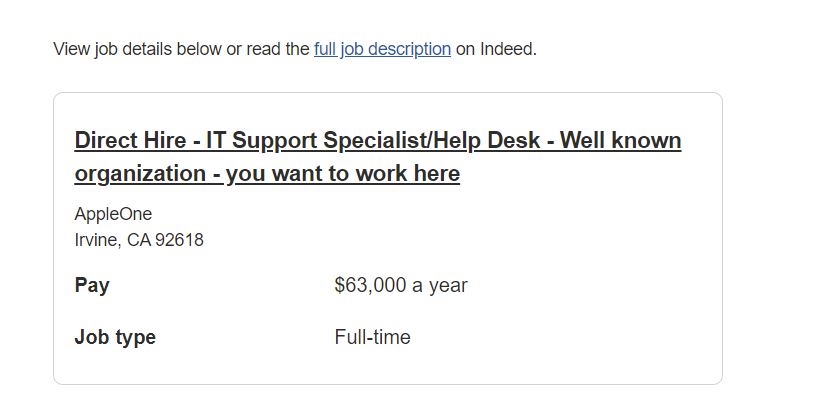 View job details below or read the full job description on Indeed.
Direct Hire - IT Support Specialist/Help Desk - Well known
organization - you want to work here
AppleOne
Irvine, CA 92618
Pay $63,000 a year
Job type Full-time